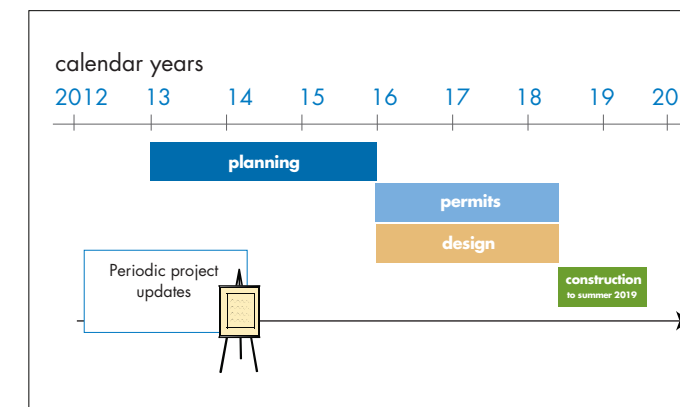 calendar years
2012 13 14 15 16 17 18 19 20
planning
permits
design
construction
to summer 2019
Periodic project
updates